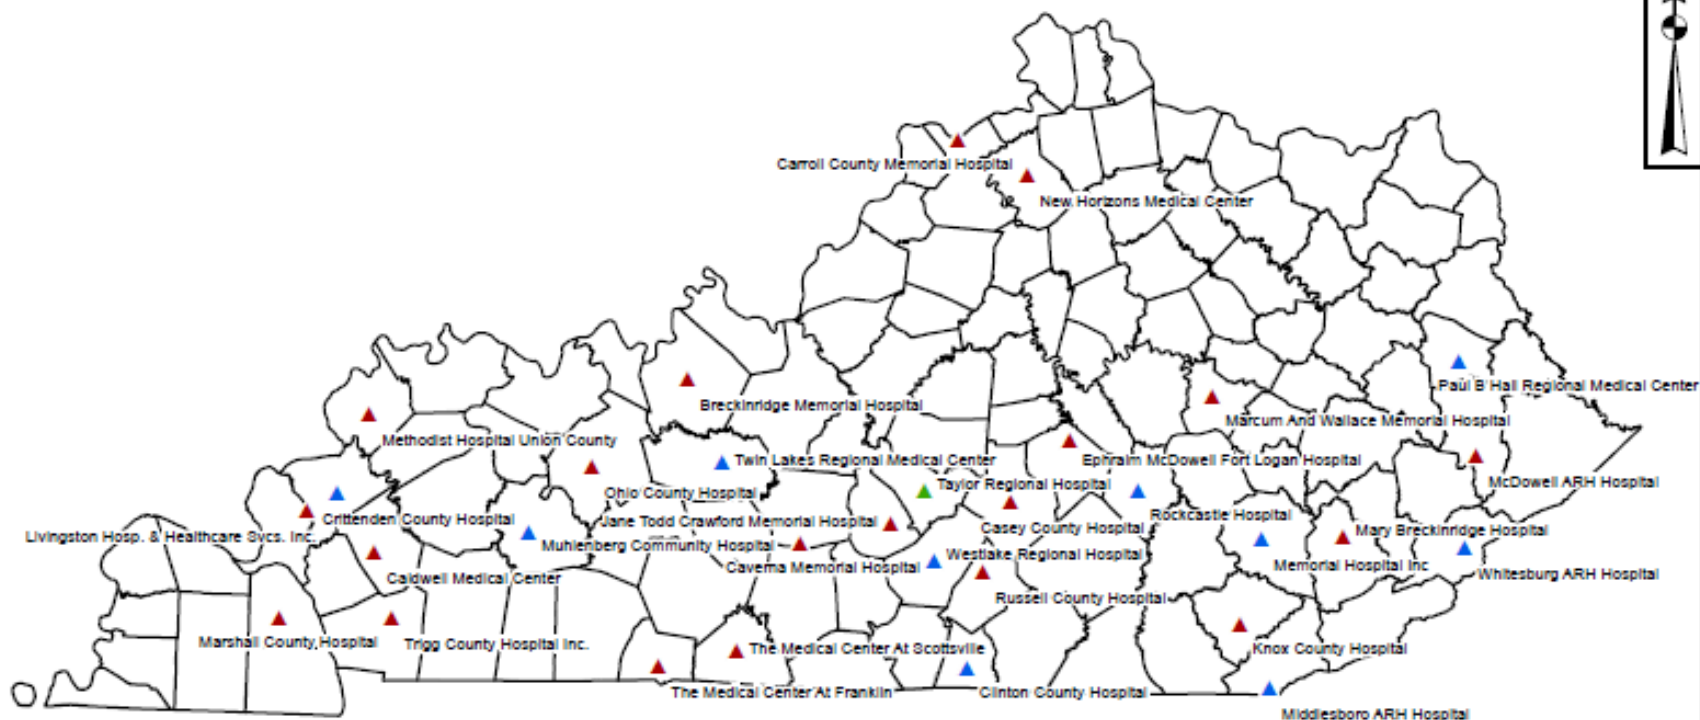 Carroll County Memorial Hospital
New Horizons Medical Center
Paul B Hall Regional Medical Center
Breckinridge Memorial Hospital
Marcum And Wallace Memorial Hospital
Methodist Hospital Union County
Twin Lakes Regional Medical Center
Ephraim McDowell Fort Logan Hospital
McDowell ARH Hospital
Taylor Regional Hospital
Ohio County Hospital
Rockcastle Hospital
Crittenden County Hospital
Jane Todd Crawford Memorial Hospital
Casey County Hospital
Mary Breckinridge Hospital
Livingston Hosp. & Healthcare Svcs. Inc.
Muhlenberg Community Hospital
Westlake Regional Hospital
Caverna Memorial Hospital
Memorial Hospital Inc
Whitesburg ARH Hospital
Caldwell Medical Center
Russell County Hospital
Marshall County Hospital
Trigg County Hospital Inc.
The Medical Center At Scottsville
Knox County Hospital
The Medical Center At Franklin
Clinton County Hospital
Middlesboro ARH Hospital